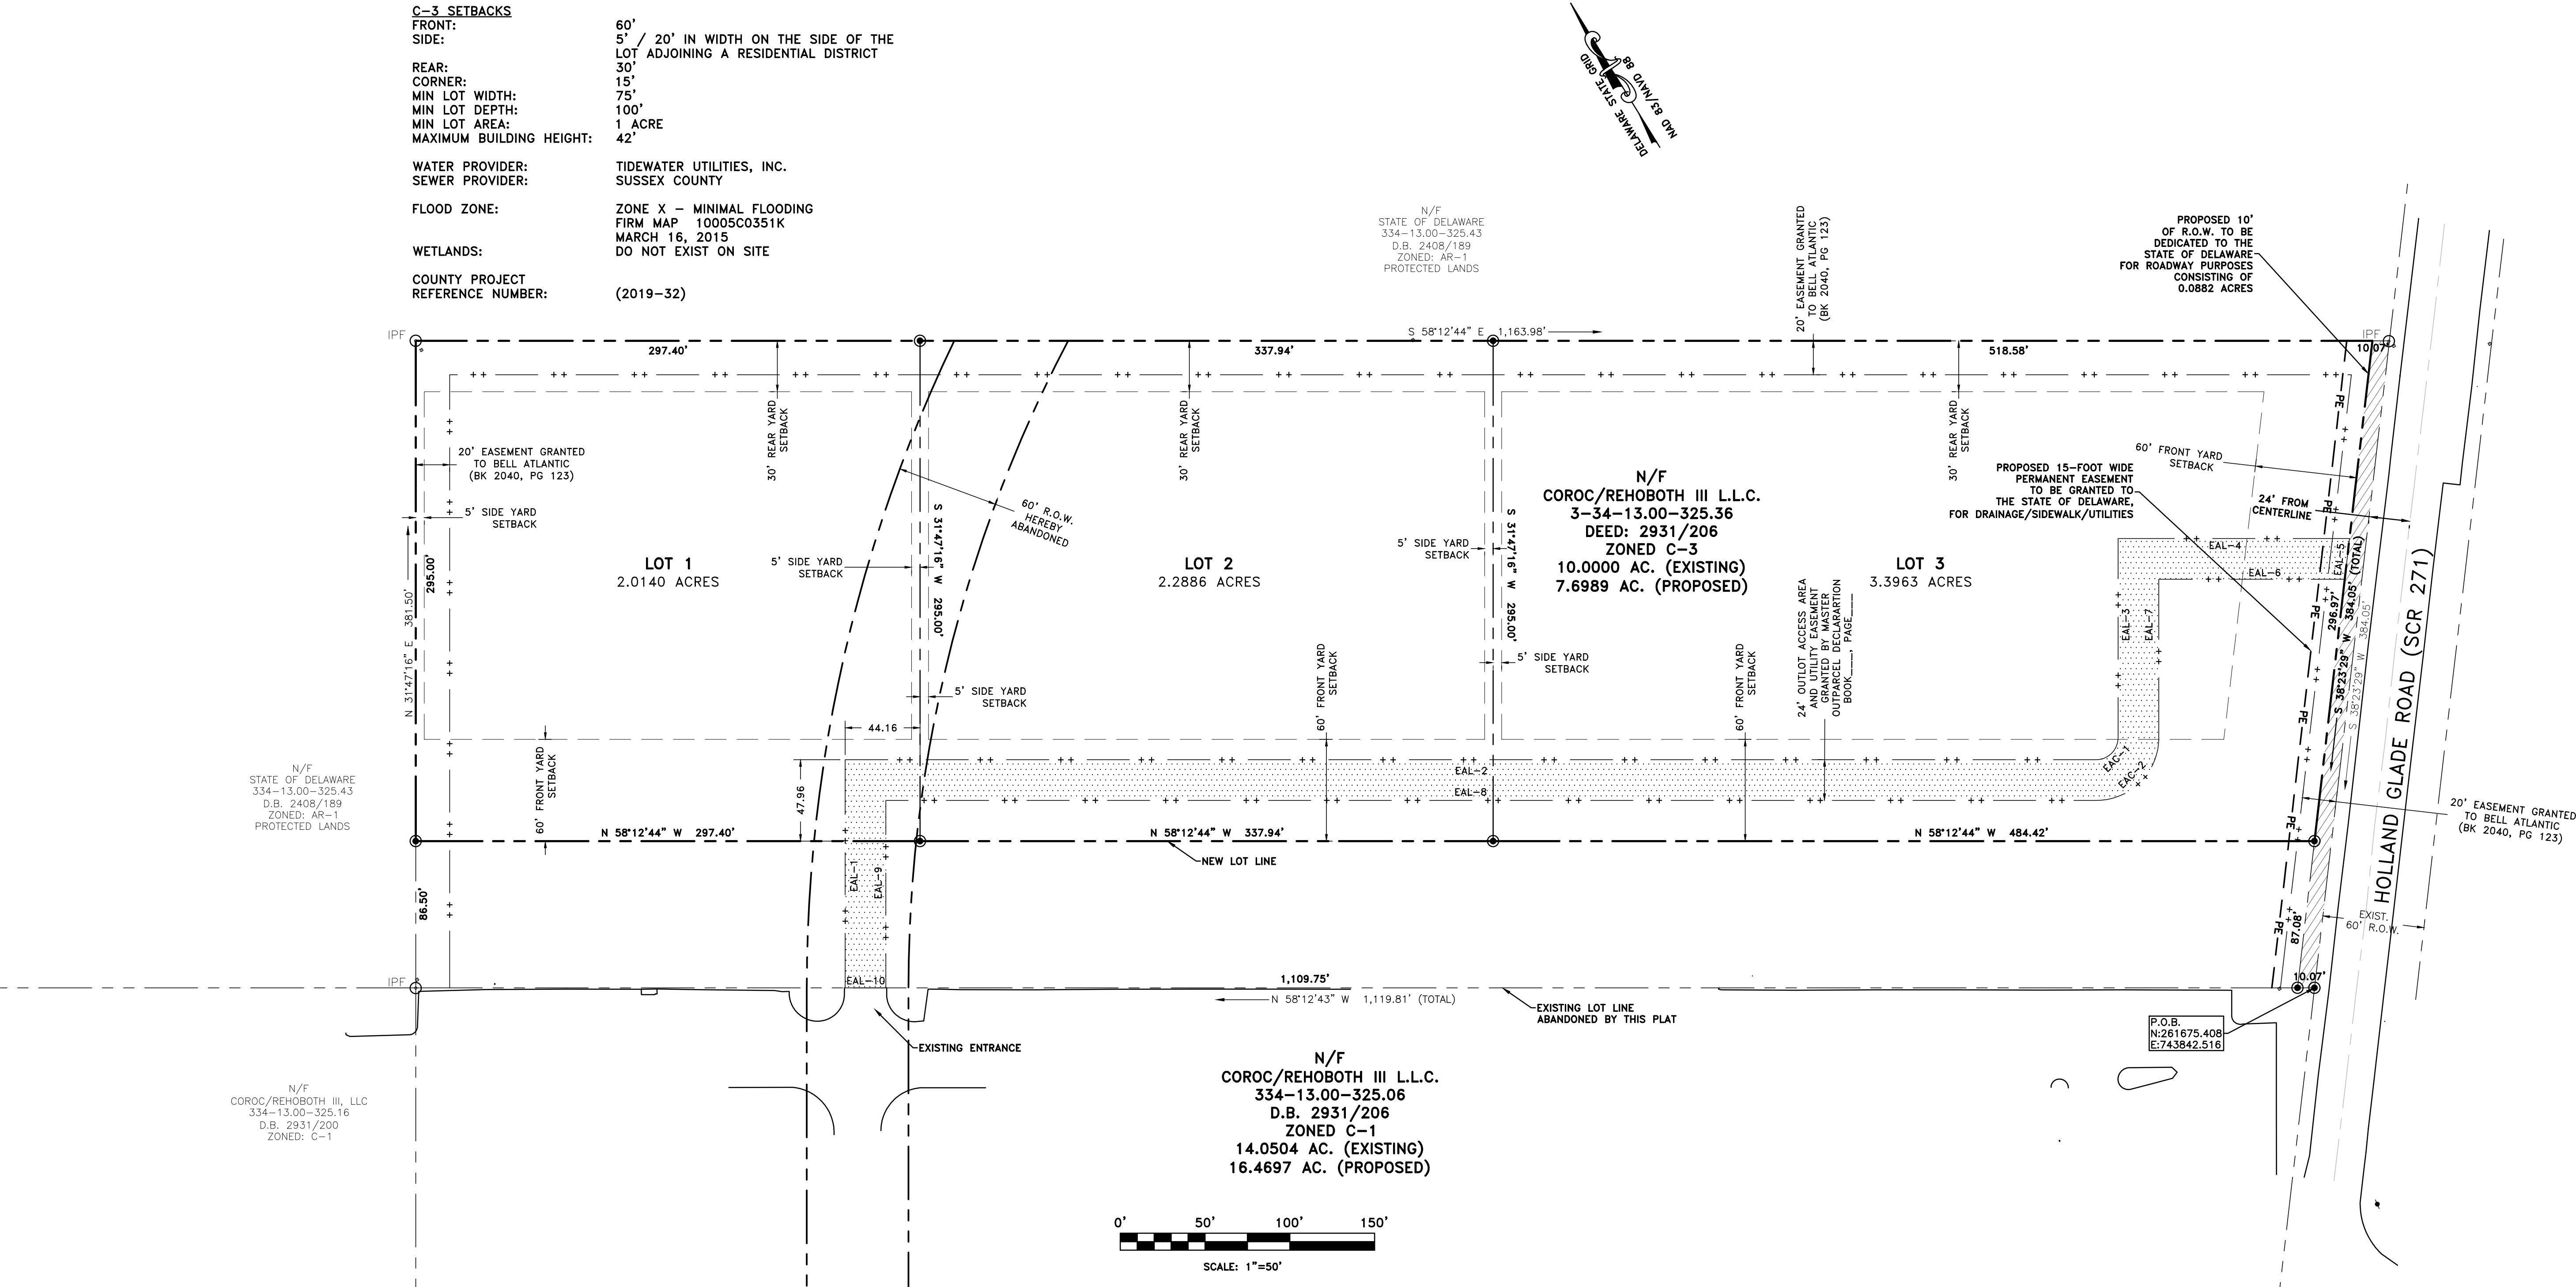 C-3 SETBACKS
FRONT: 60'
SIDE: 5' / 20' IN WIDTH ON THE SIDE OF THE
LOT ADJOINING A RESIDENTIAL DISTRICT
REAR: 30'
CORNER: 15'
MIN LOT WIDTH: 75'
MIN LOT DEPTH: 100'
MIN LOT AREA: 1 ACRE
MAXIMUM BUILDING HEIGHT: 42'
WATER PROVIDER: TIDEWATER UTILITIES, INC.
SEWER PROVIDER: SUSSEX COUNTY
FLOOD ZONE: ZONE X - MINIMAL FLOODING
FIRM MAP 10005C0351K
MARCH 16, 2015
WETLANDS: DO NOT EXIST ON SITE
COUNTY PROJECT
REFERENCE NUMBER: (2019-32)
DELAWARE STATE GRID
NAD 83/NAVD 88
N/F
STATE OF DELAWARE
334-13.00-325.43
D.B. 2408/189
ZONED: AR-1
PROTECTED LANDS
20' EASEMENT GRANTED
TO BELL ATLANTIC
(BK 2040, PG 123)
PROPOSED 10'
OF R.O.W. TO BE
DEDICATED TO THE
STATE OF DELAWARE
FOR ROADWAY PURPOSES
CONSISTING OF
0.0882 ACRES
IPF
S 58°12'44" E 1,163.98'
IPF
297.40'
337.94'
518.58'
10.07'
30' REAR YARD
SETBACK
30' REAR YARD
SETBACK
30' REAR YARD
SETBACK
PE
20' EASEMENT GRANTED
TO BELL ATLANTIC
(BK 2040, PG 123)
5' SIDE YARD
SETBACK
60' R.O.W.
HEREBY
ABANDONED
N/F
COROC/REHOBOTH III L.L.C.
3-34-13.00-325.36
DEED: 2931/206
ZONED C-3
10.0000 AC. (EXISTING)
7.6989 AC. (PROPOSED)
60' FRONT YARD
SETBACK
PROPOSED 15-FOOT WIDE
PERMANENT EASEMENT
TO BE GRANTED TO
THE STATE OF DELAWARE,
FOR DRAINAGE/SIDEWALK/UTILITIES
24' FROM
CENTERLINE
PE
N 31°47'16" E 381.50'
295.00'
LOT 1
2.0140 ACRES
5' SIDE YARD
SETBACK
S 31°47'16" W 295.00'
LOT 2
2.2886 ACRES
5' SIDE YARD
SETBACK
S 31°47'16" W 295.00'
LOT 3
3.3963 ACRES
EAL-4
EAL-5
EAL-6
EAL-3
EAL-7
PE
296.97'
S 38°23'29" W 384.05' (TOTAL)
S 38°23'29" W 384.05'
HOLLAND GLADE ROAD (SCR 271)
5' SIDE YARD
SETBACK
5' SIDE YARD
SETBACK
60' FRONT YARD
SETBACK
60' FRONT YARD
SETBACK
24' OUTLOT ACCESS AREA
AND UTILITY EASEMENT
GRANTED BY MASTER
OUTPARCEL DECLARARTION
BOOK___, PAGE___
PE
44.16
47.96
60' FRONT YARD
SETBACK
EAL-2
EAL-8
EAC-1
EAC-2
PE
N/F
STATE OF DELAWARE
334-13.00-325.43
D.B. 2408/189
ZONED: AR-1
PROTECTED LANDS
20' EASEMENT GRANTED
TO BELL ATLANTIC
(BK 2040, PG 123)
PE
N 58°12'44" W 297.40'
N 58°12'44" W 337.94'
N 58°12'44" W 484.42'
NEW LOT LINE
86.50'
EAL-1
EAL-9
PE
87.08'
EXIST.
60' R.O.W.
IPF
EAL-10
1,109.75'
10.07'
N 58°12'43" W 1,119.81' (TOTAL)
EXISTING LOT LINE
ABANDONED BY THIS PLAT
EXISTING ENTRANCE
P.O.B.
N:261675.408
E:743842.516
N/F
COROC/REHOBOTH III, LLC
334-13.00-325.16
D.B. 2931/200
ZONED: C-1
N/F
COROC/REHOBOTH III L.L.C.
334-13.00-325.06
D.B. 2931/206
ZONED C-1
14.0504 AC. (EXISTING)
16.4697 AC. (PROPOSED)
0' 50' 100' 150'
SCALE: 1"=50'